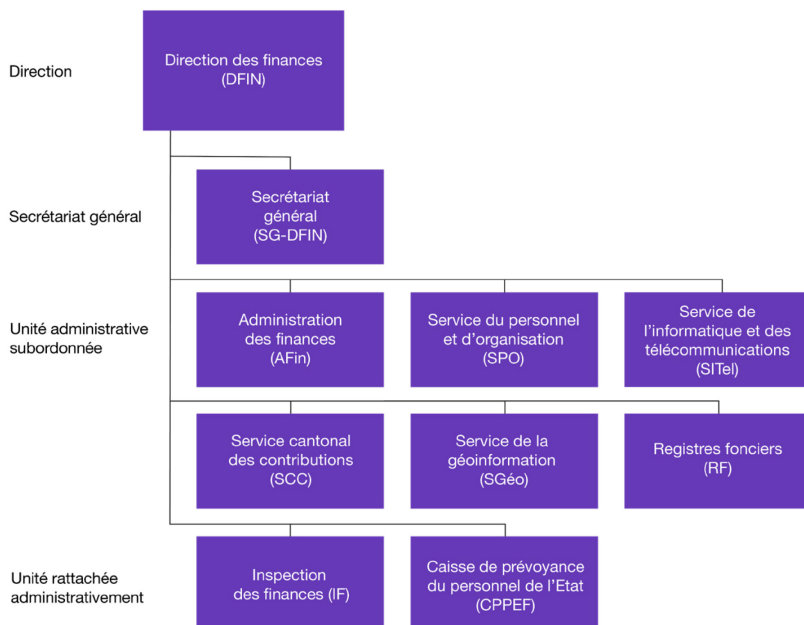 Direction
Direction des finances
(DFIN)
Secrétariat général
Secrétariat
général
(SG-DFIN)
Unité administrative
subordonnée
Administration
des finances
(AFin)
Service du personnel
et d'organisation
(SPO)
Service de
l'informatique et des
télécommunications
(SITel)
Service cantonal
des contributions
(SCC)
Service de la
géoinformation
(SGéo)
Registres fonciers
(RF)
Unité rattachée
administrativement
Inspection
des finances (IF)
Caisse de prévoyance
du personnel de l'Etat
(CPPEF)